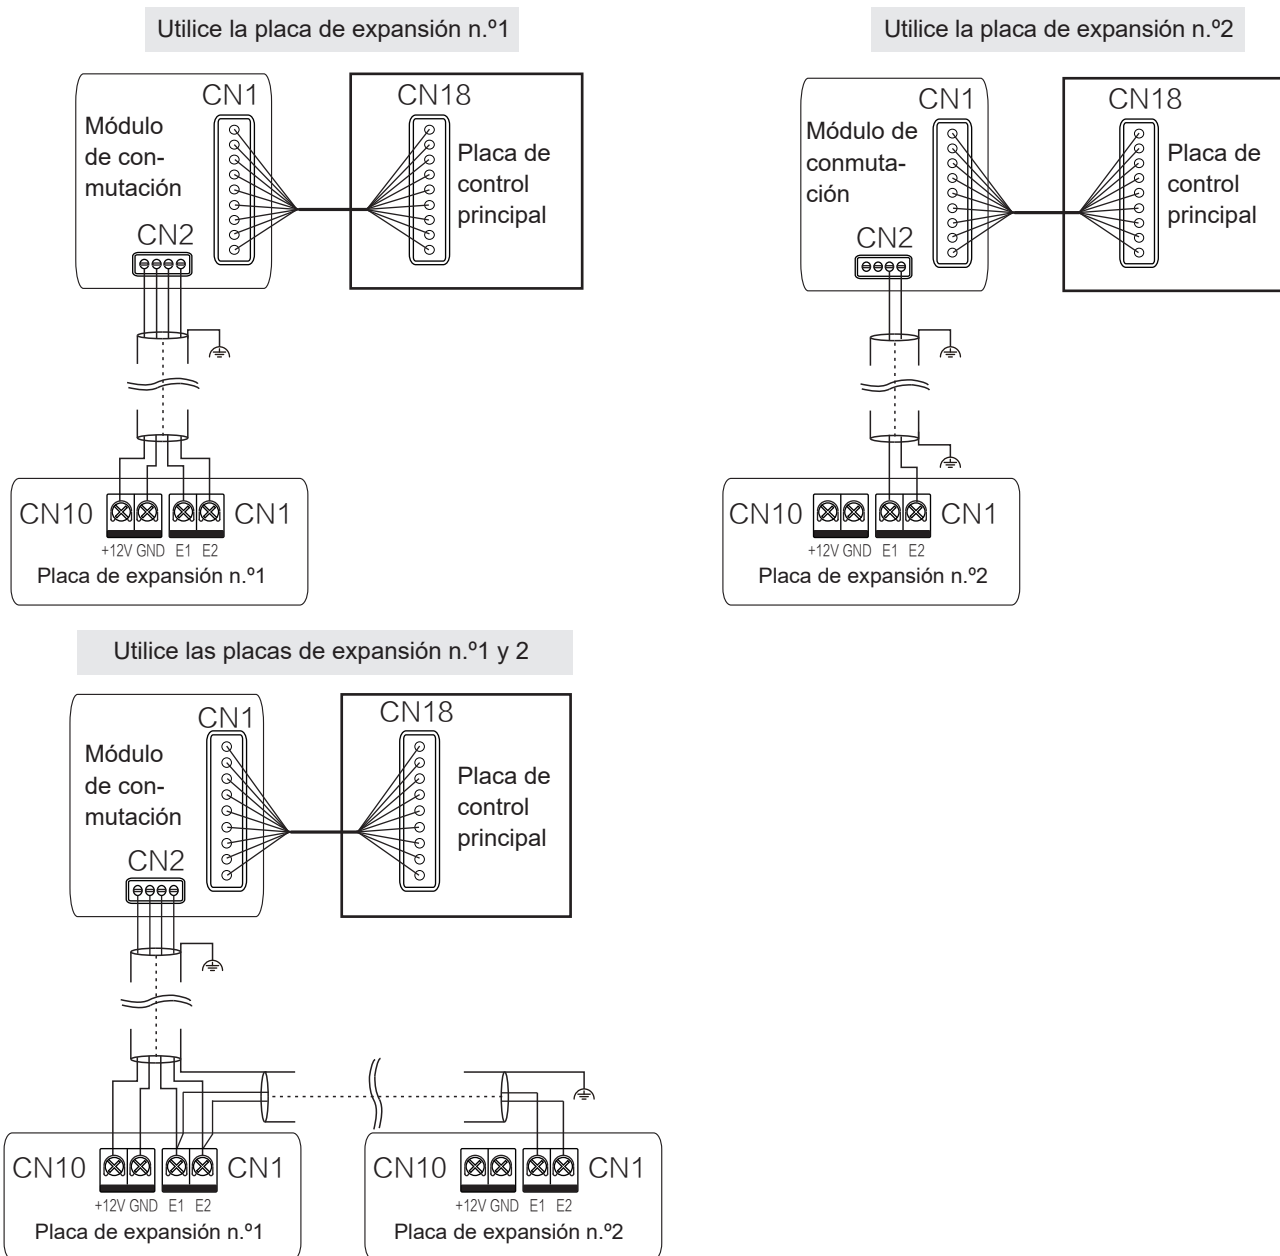 Utilice la placa de expansión n.º1
CN1
CN18
Módulo
de con-
mutación
Placa de
control
principal
CN2
CN10
CN1
+12V GND E1 E2
Placa de expansión n.º1
Utilice la placa de expansión n.º2
CN1
CN18
Módulo de
conmuta-
ción
Placa de
control
principal
CN2
CN10
CN1
+12V GND E1 E2
Placa de expansión n.º2
Utilice las placas de expansión n.º1 y 2
CN1
CN18
Módulo
de con-
mutación
Placa de
control
principal
CN2
CN10
CN1
+12V GND E1 E2
Placa de expansión n.º1
CN10
CN1
+12V GND E1 E2
Placa de expansión n.º2